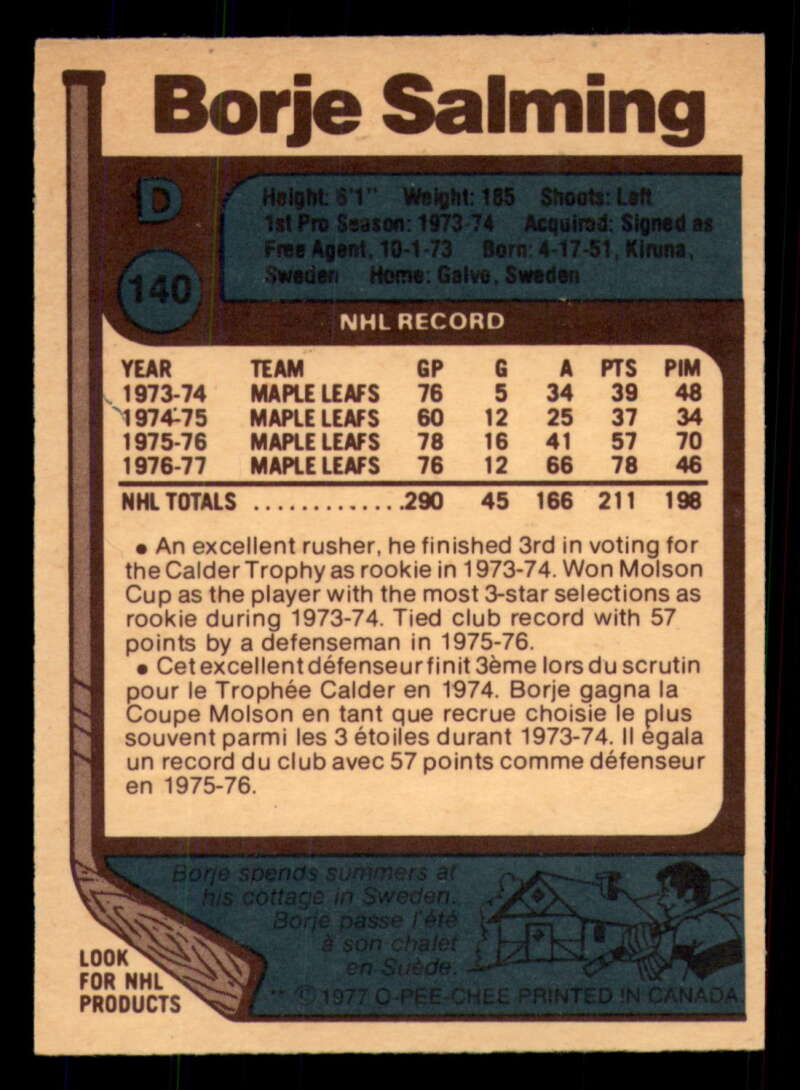 Borje Salming
D
Height: 6'1" Weight: 185 Shoots: Left
1st Pro Season: 1973-74 Acquired: Signed as
Free Agent, 10-1-73 Born: 4-17-51, Kiruna,
Sweden Home: Galve, Sweden
140
NHL RECORD
YEAR TEAM GP G A PTS PIM
1973-74 MAPLE LEAFS 76 5 34 39 48
1974-75 MAPLE LEAFS 60 12 25 37 34
1975-76 MAPLE LEAFS 78 16 41 57 70
1976-77 MAPLE LEAFS 76 12 66 78 46
NHL TOTALS ..............290 45 166 211 198
• An excellent rusher, he finished 3rd in voting for
the Calder Trophy as rookie in 1973-74. Won Molson
Cup as the player with the most 3-star selections as
rookie during 1973-74. Tied club record with 57
points by a defenseman in 1975-76.
• Cet excellent défenseur finit 3ème lors du scrutin
pour le Trophée Calder en 1974. Borje gagna la
Coupe Molson en tant que recrue choisie le plus
souvent parmi les 3 étoiles durant 1973-74. Il égala
un record du club avec 57 points comme défenseur
en 1975-76.
Borje spends summers at
his cottage in Sweden.
Borje passe l'été
à son chalet
en Suède.
LOOK
FOR NHL
PRODUCTS
** © 1977 O-PEE-CHEE PRINTED IN CANADA.